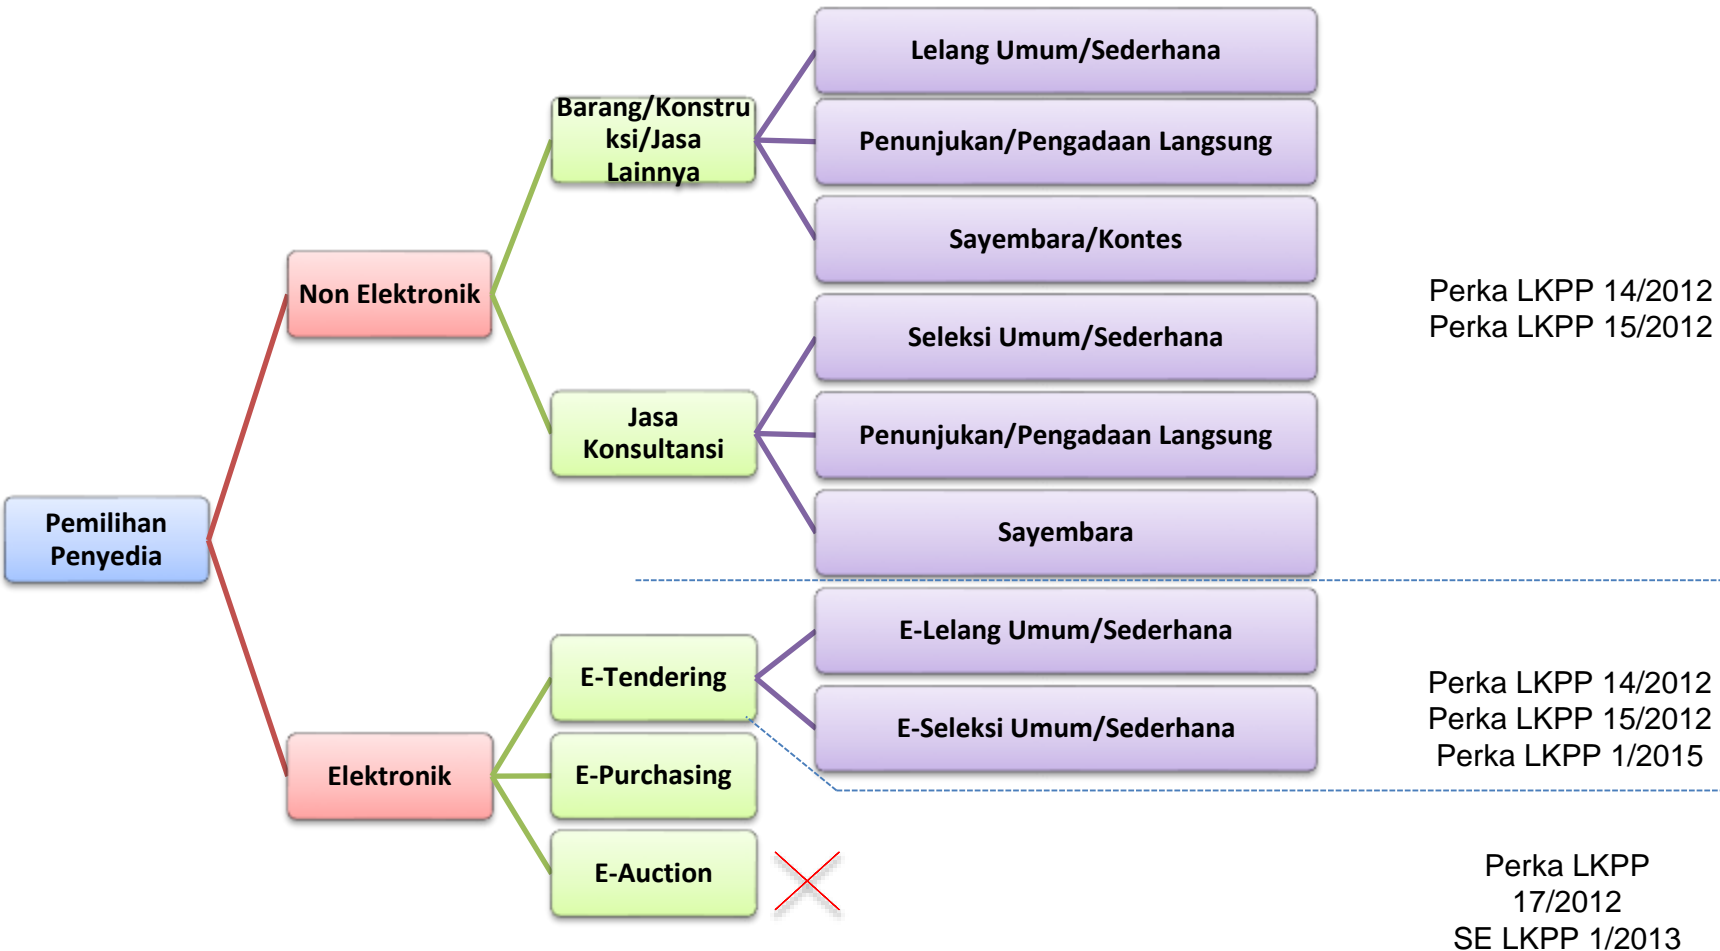 Lelang Umum/Sederhana
Barang/Konstru
ksi/Jasa
Lainnya
Penunjukan/Pengadaan Langsung
Sayembara/Kontes
Non Elektronik
Perka LKPP 14/2012
Perka LKPP 15/2012
Seleksi Umum/Sederhana
Jasa
Konsultansi
Penunjukan/Pengadaan Langsung
Sayembara
Pemilihan
Penyedia
E-Lelang Umum/Sederhana
E-Tendering
E-Seleksi Umum/Sederhana
Perka LKPP 14/2012
Perka LKPP 15/2012
Perka LKPP 1/2015
Elektronik
E-Purchasing
E-Auction
Perka LKPP
17/2012
SE LKPP 1/2013